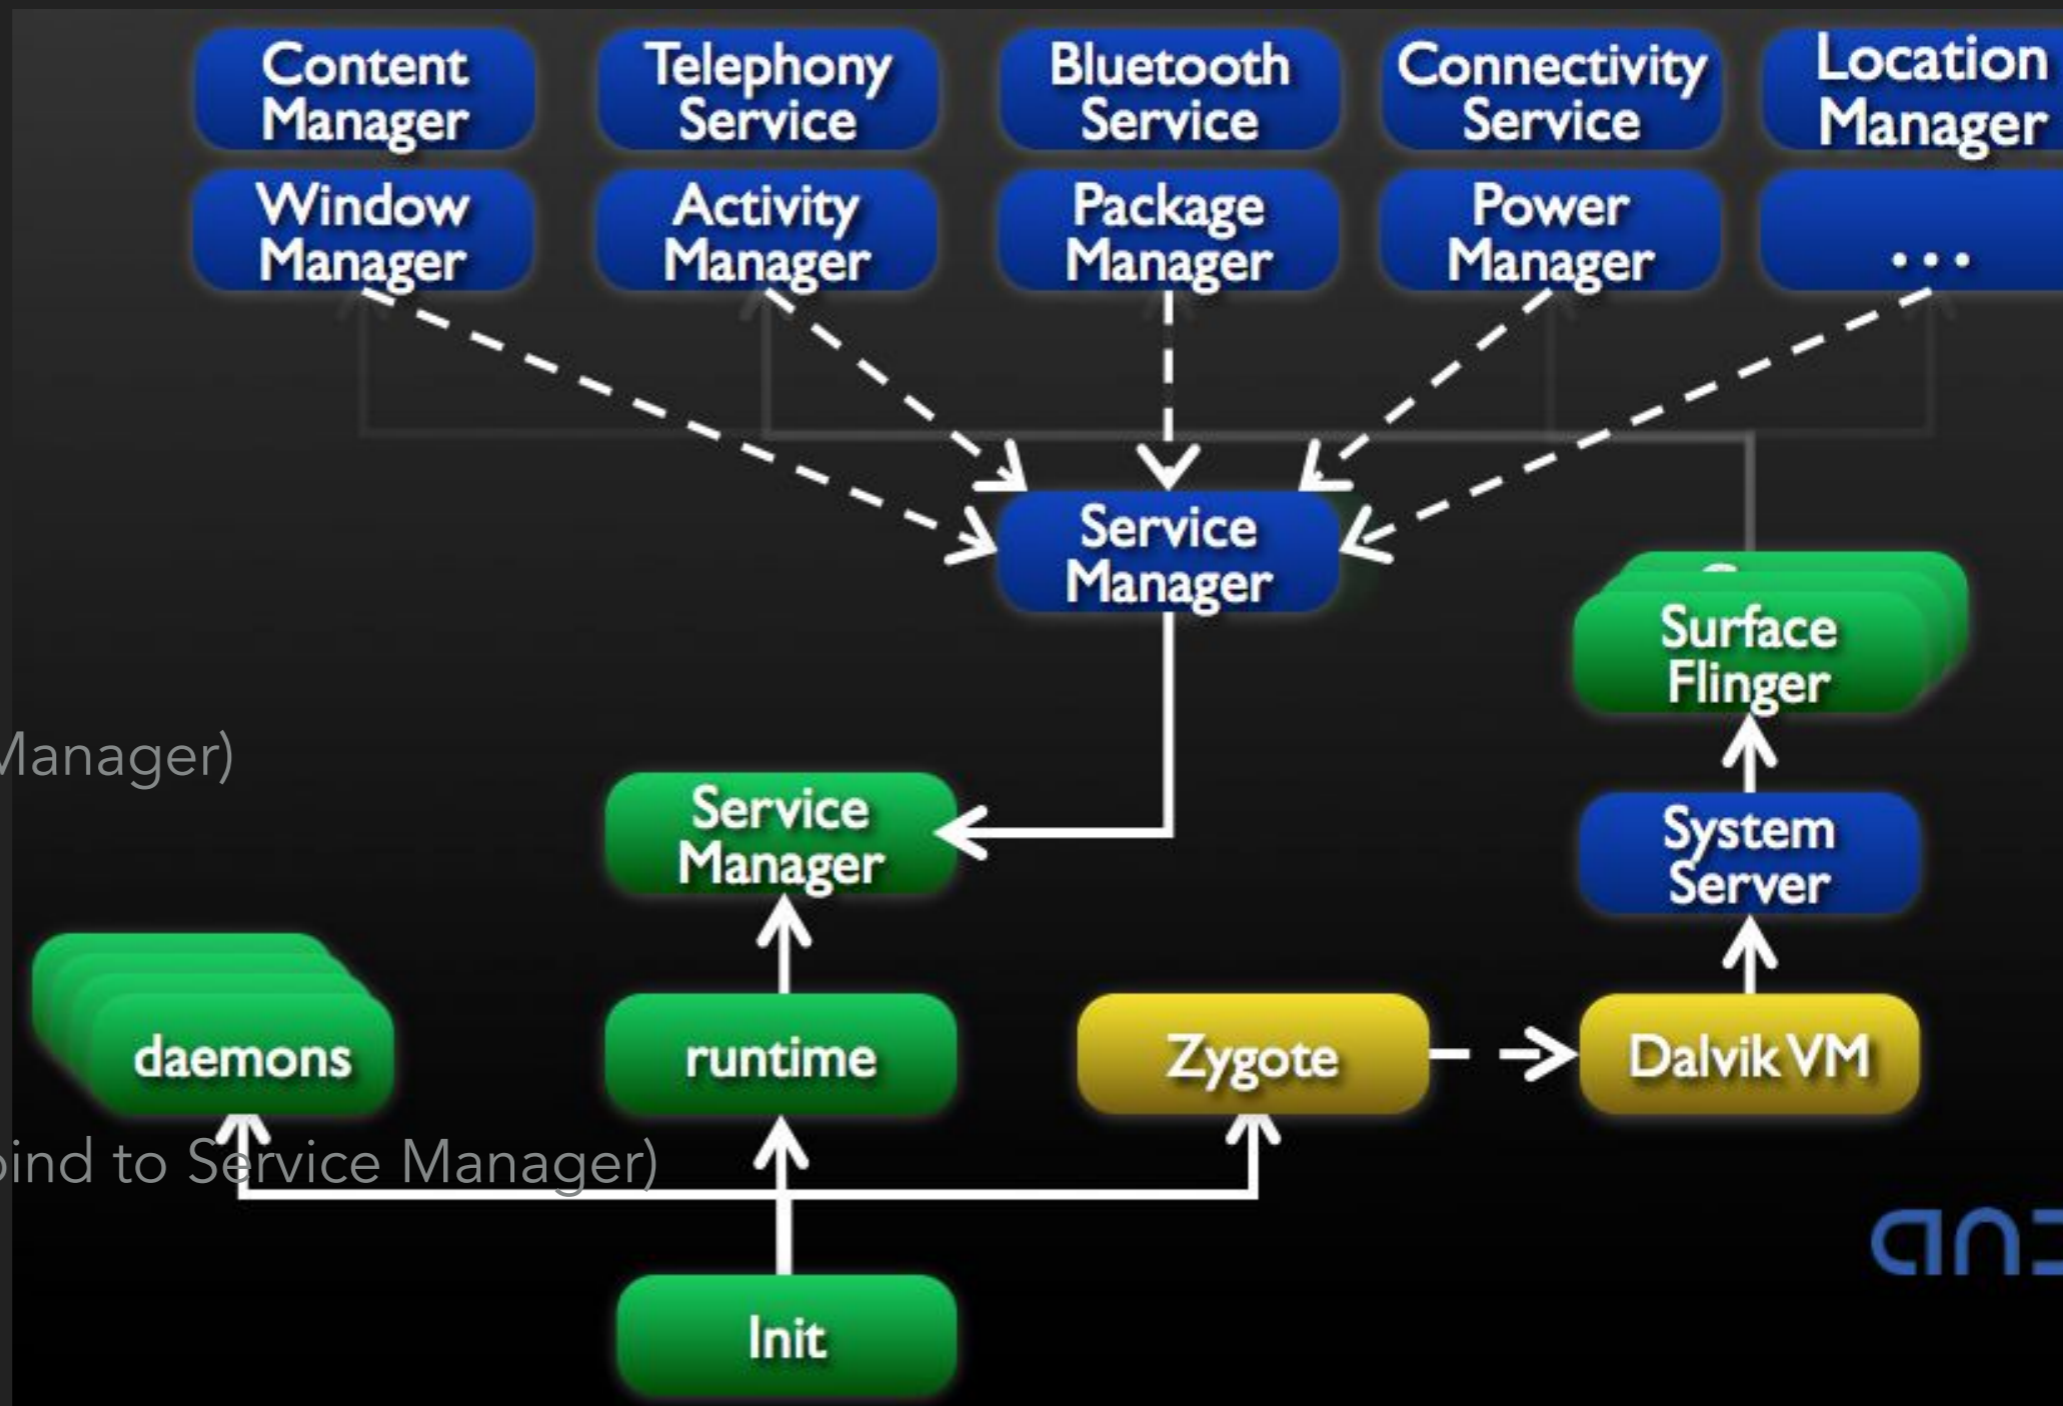 Content
Manager
Telephony
Service
Bluetooth
Service
Connectivity
Service
Location
Manager
Window
Manager
Activity
Manager
Package
Manager
Power
Manager
...
Service
Manager
Surface
Flinger
Manager)
Service
Manager
System
Server
daemons
runtime
Zygote
Dalvik VM
bind to Service Manager)
Init